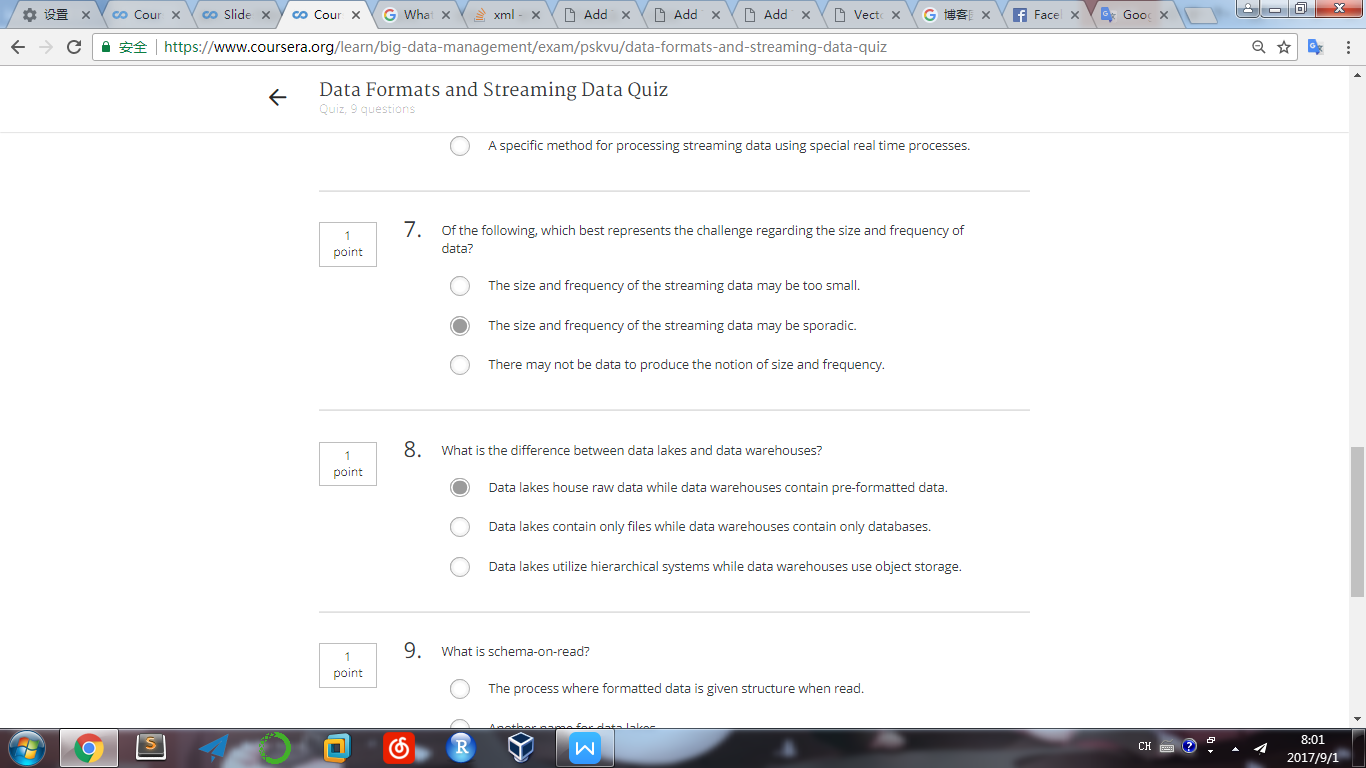 设置
Cour
Slide
Cour
What
xml -
Add
Add
Add
Vect
博客
Face
Goog
安全
https://www.coursera.org/learn/big-data-management/exam/pskvu/data-formats-and-streaming-data-quiz
Data Formats and Streaming Data Quiz
Quiz, 9 questions
A specific method for processing streaming data using special real time processes.
1
point
7.
Of the following, which best represents the challenge regarding the size and frequency of
data?
The size and frequency of the streaming data may be too small.
The size and frequency of the streaming data may be sporadic.
There may not be data to produce the notion of size and frequency.
1
point
8.
What is the difference between data lakes and data warehouses?
Data lakes house raw data while data warehouses contain pre-formatted data.
Data lakes contain only files while data warehouses contain only databases.
Data lakes utilize hierarchical systems while data warehouses use object storage.
1
point
9.
What is schema-on-read?
The process where formatted data is given structure when read.
Another name for data lakes.
CH
8:01
2017/9/1